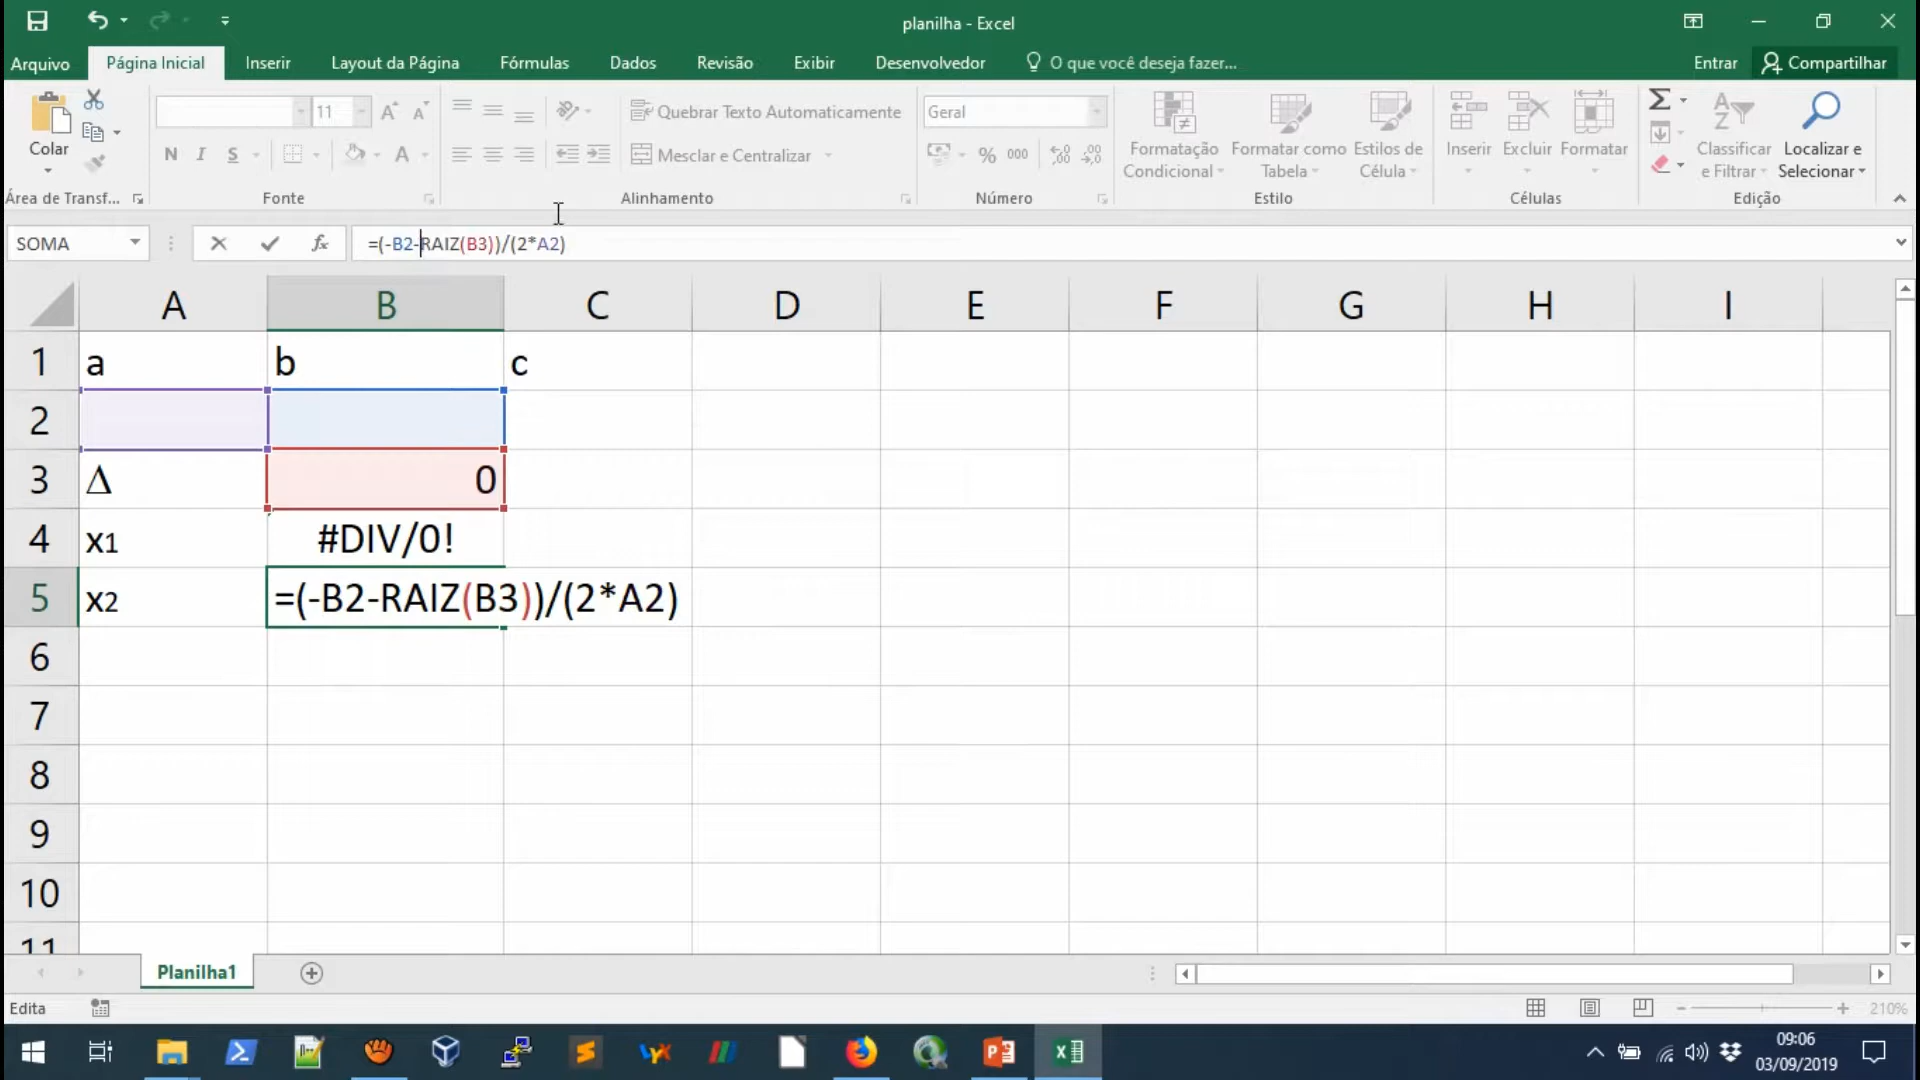 planilha - Excel
Arquivo Página Inicial Inserir Layout da Página Fórmulas Dados Revisão Exibir Desenvolvedor O que você deseja fazer... Entrar Compartilhar
Colar
11
Quebrar Texto Automaticamente
Geral
N I S A
Mesclar e Centralizar
% 000
Formatação Condicional
Formatar como Tabela
Estilos de Célula
Inserir Excluir Formatar
Classificar e Filtrar
Localizar e Selecionar
Área de Transf... Fonte Alinhamento Número Estilo Células Edição
SOMA fx =(-B2-RAIZ(B3))/(2*A2)
A B C D E F G H I
1 a b c
2
3 Δ 0
4 x1 #DIV/0!
5 x2 =(-B2-RAIZ(B3))/(2*A2)
6
7
8
9
10
11
Planilha1
Edita 210%
09:06
03/09/2019